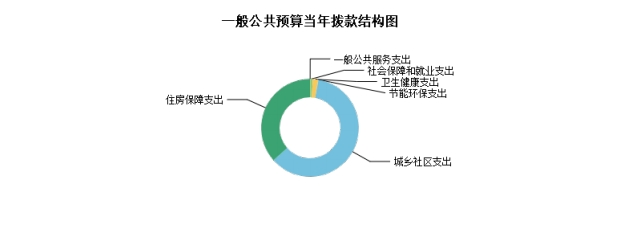 一般公共预算当年拨款结构图
一般公共服务支出
社会保障和就业支出
卫生健康支出
节能环保支出
住房保障支出
城乡社区支出